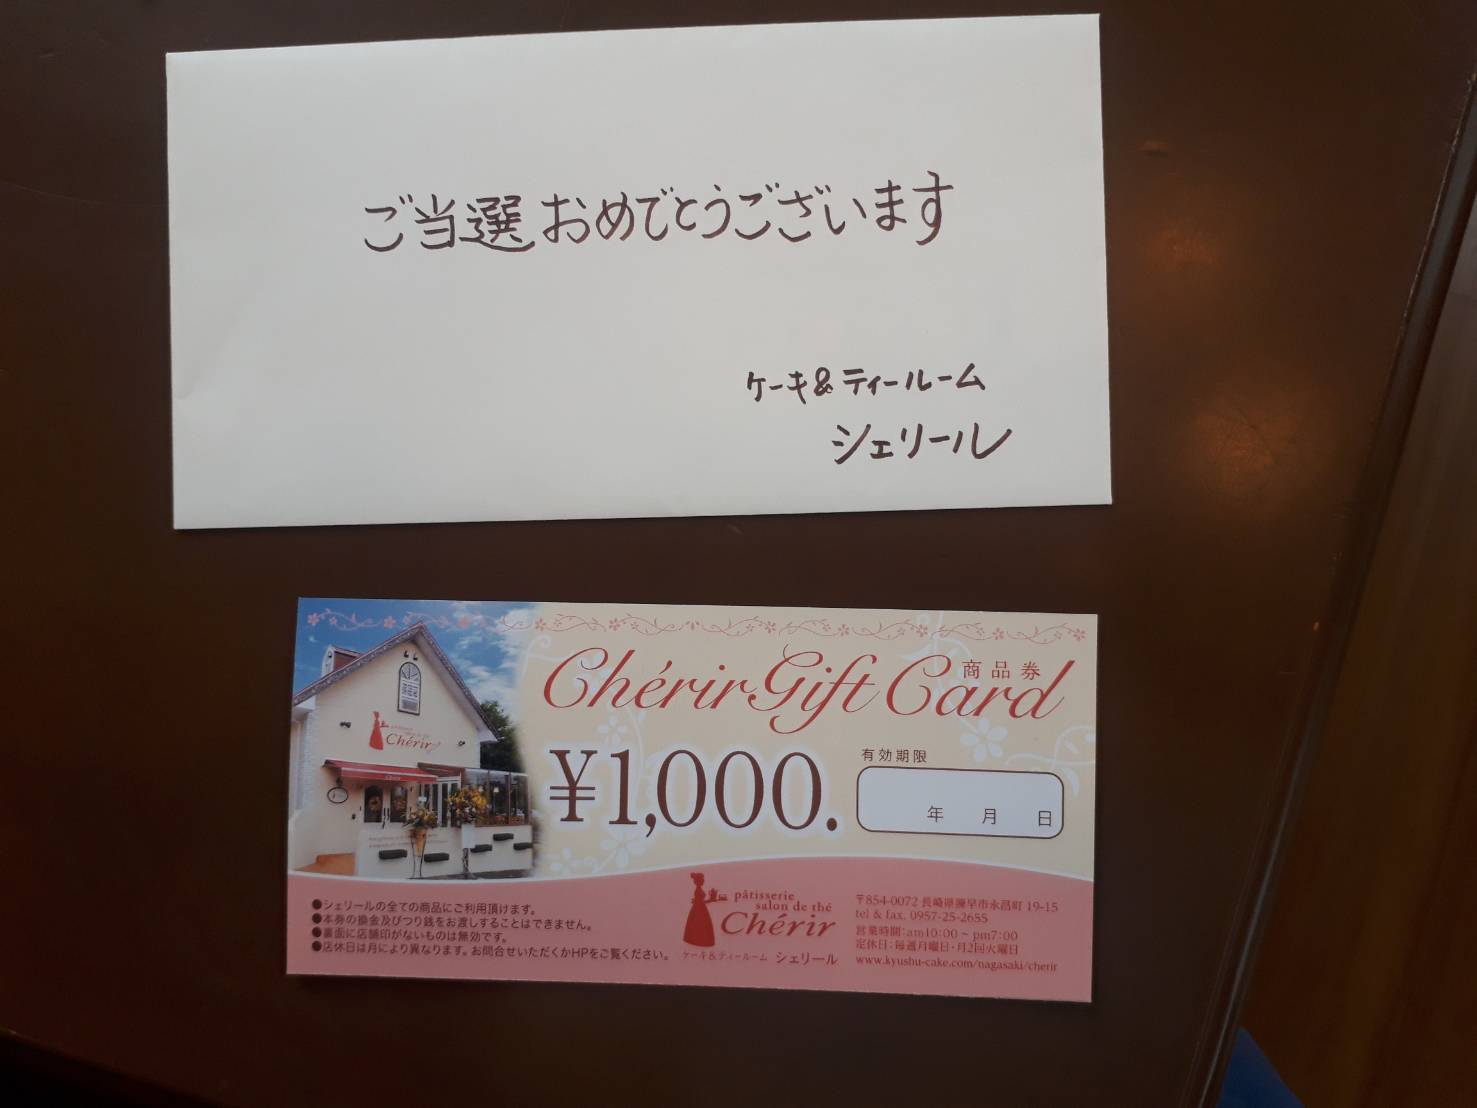 ご当選おめでとうございます
ケーキ&ティールーム
シェリール
Chérir Gift Card
商品券
¥1,000.
有効期限
年 月 日
Chérir
●シェリールの全ての商品にご利用頂けます。
●本券の換金及びつり銭をお渡しすることはできません。
●裏面に店舗印がないものは無効です。
●店休日は月により異なります。お問合せいただくかHPをご覧ください。
pâtisserie
salon de thé
Chérir
ケーキ&ティールーム シェリール
〒854-0072 長崎県諫早市永昌町 19-15
tel & fax. 0957-25-2655
営業時間:am10:00~pm7:00
定休日:毎週月曜日・月2回火曜日
www.kyushu-cake.com/nagasaki/cherir